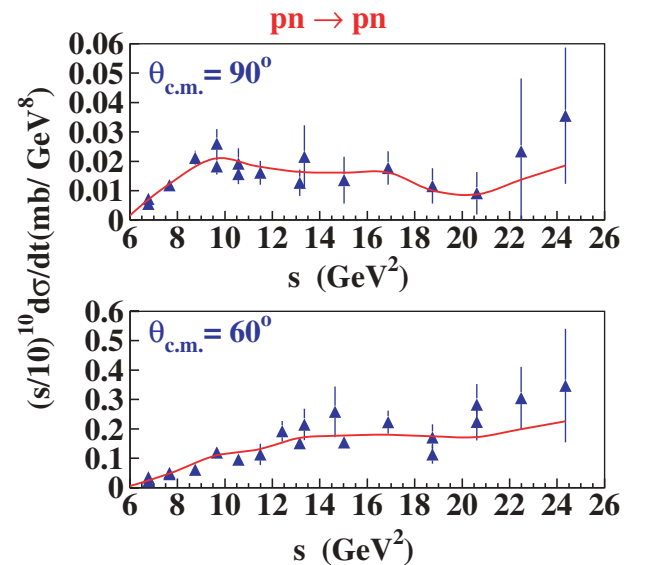 pn → pn
(s/10)¹⁰dσ/dt(mb/ GeV⁸)
0.06
θc.m.= 90°
0.05
0.04
0.03
0.02
0.01
0
6 8 10 12 14 16 18 20 22 24 26
s (GeV²)
0.6
θc.m.= 60°
0.5
0.4
0.3
0.2
0.1
0
6 8 10 12 14 16 18 20 22 24 26
s (GeV²)